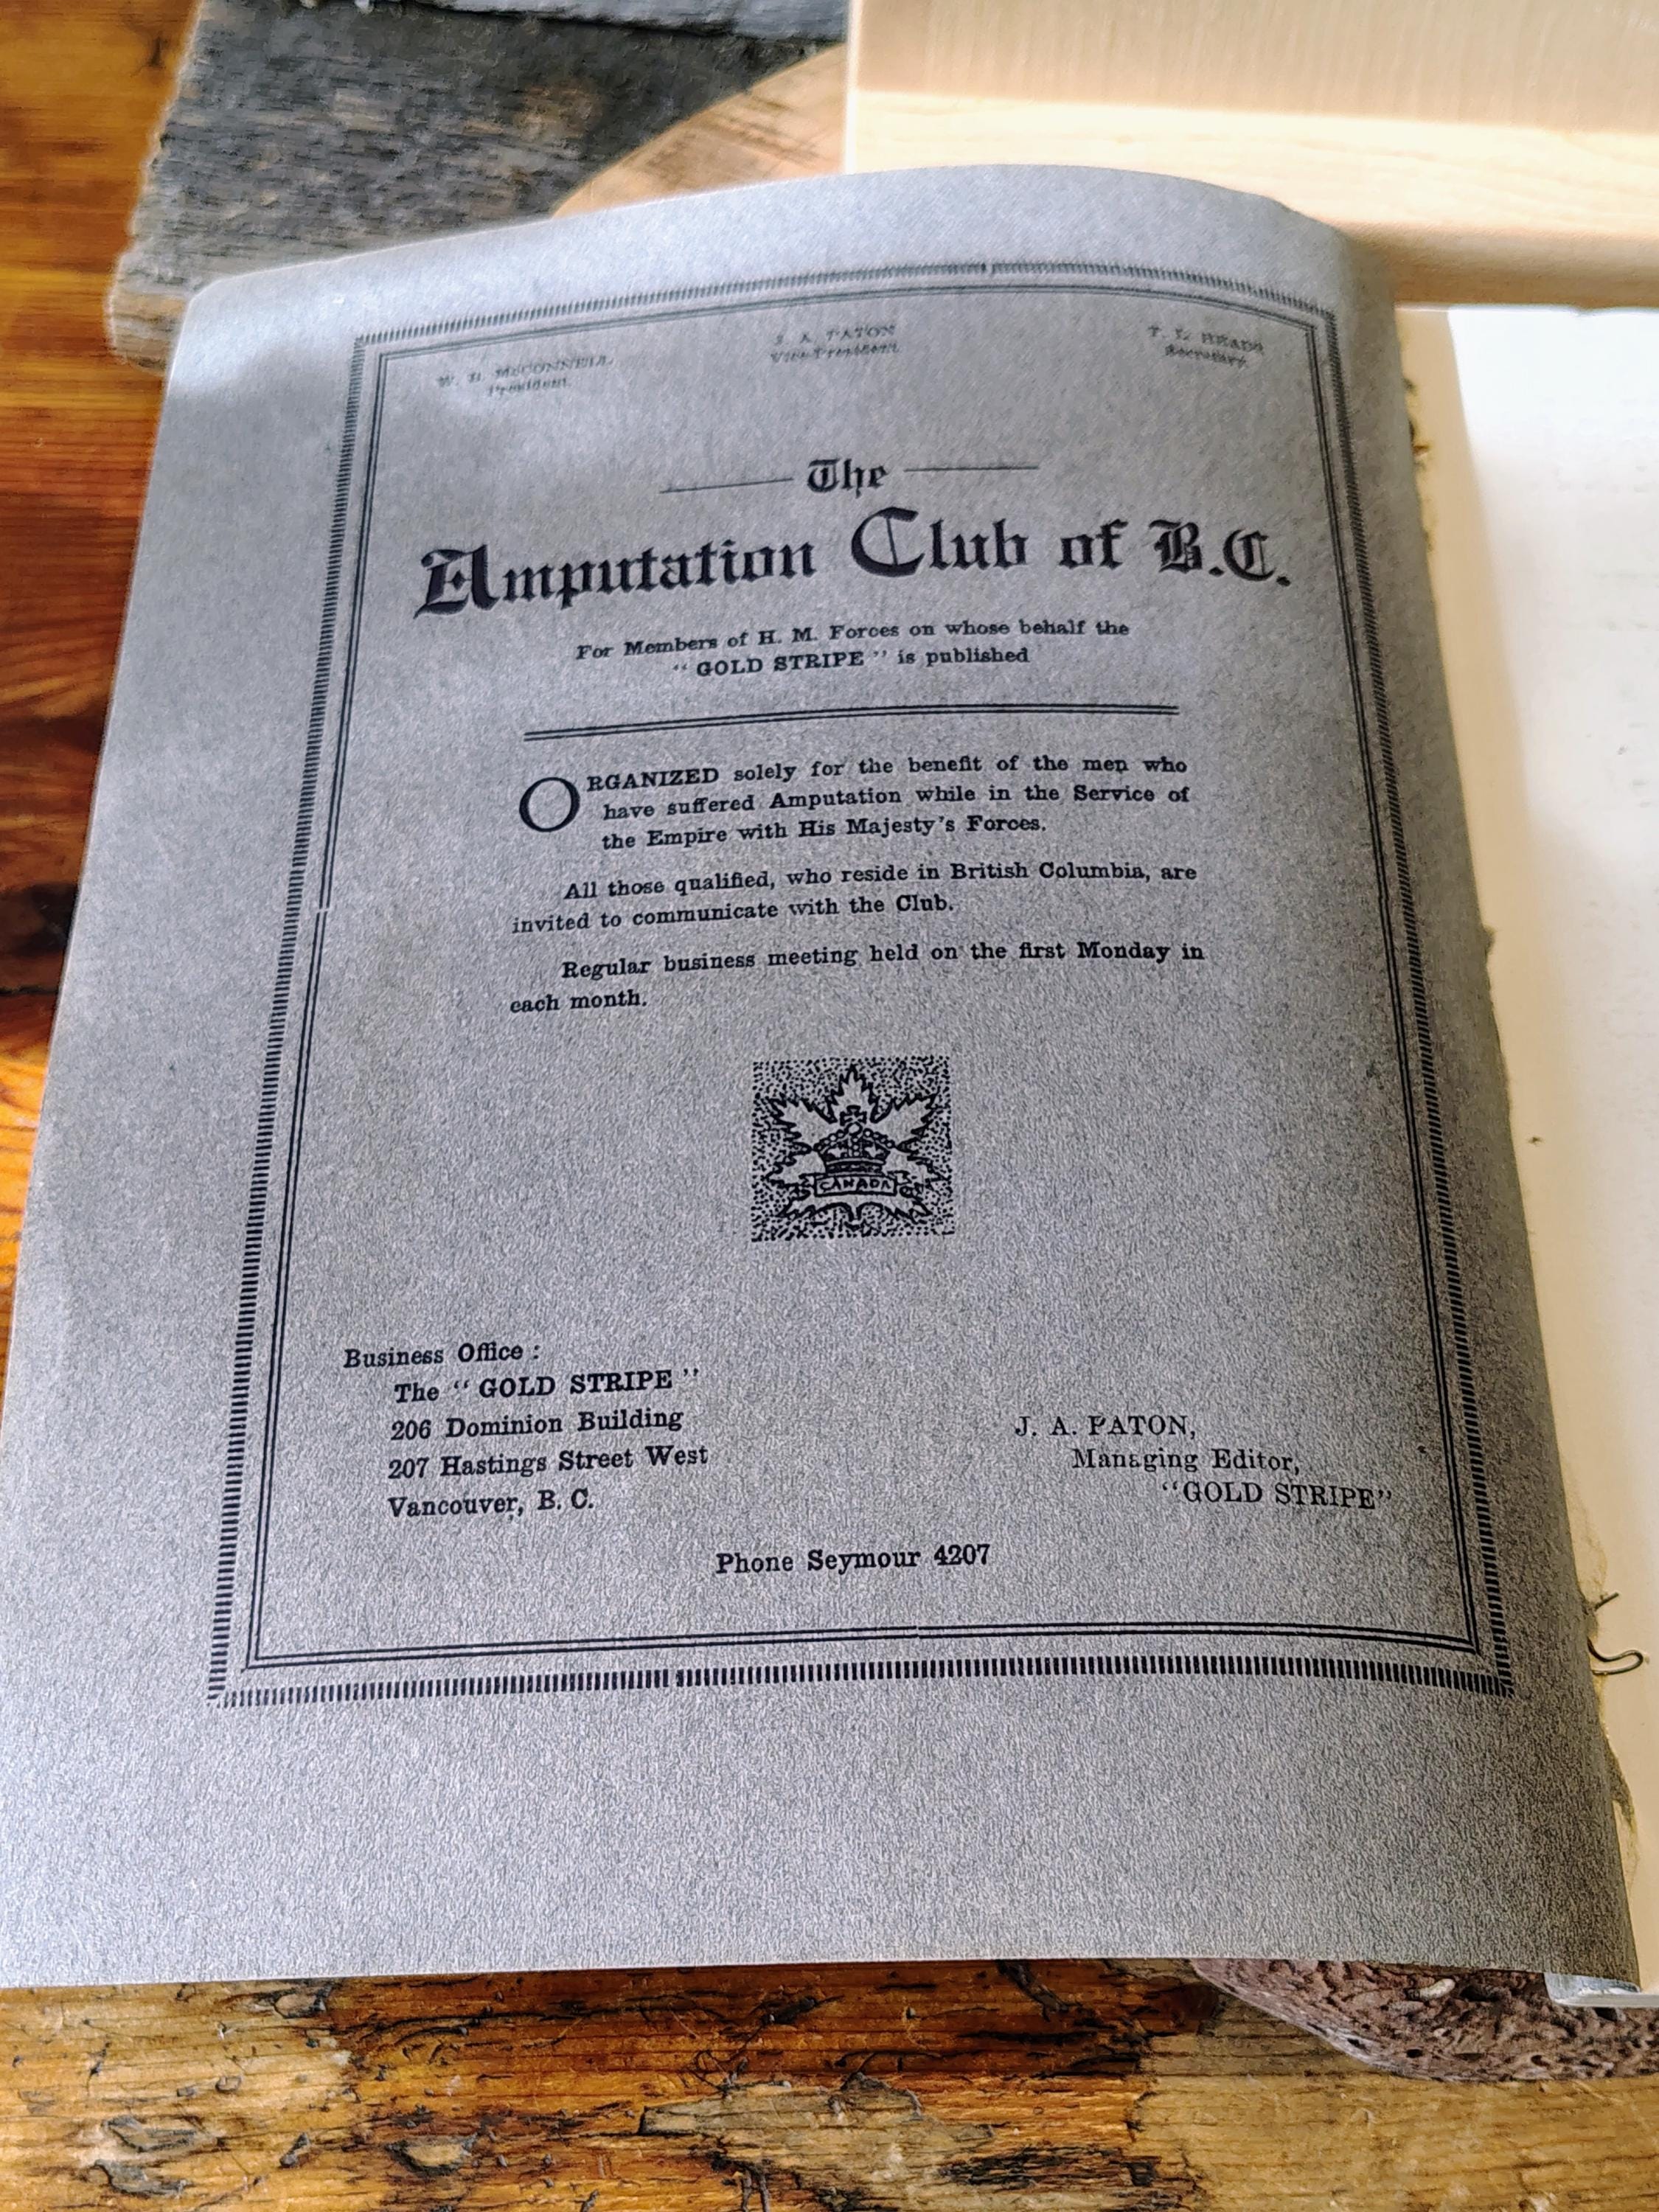 W. H. McCONNELL
President.
J. A. PATON
Vice-President.
T. L.
Secretary.
The
Amputation Club of B.C.
For Members of H. M. Forces on whose behalf the
“ GOLD STRIPE ” is published
ORGANIZED solely for the benefit of the men who
have suffered Amputation while in the Service of
the Empire with His Majesty's Forces.
All those qualified, who reside in British Columbia, are
invited to communicate with the Club.
Regular business meeting held on the first Monday in
each month.
CANADA
Business Office :
The “ GOLD STRIPE ”
206 Dominion Building
207 Hastings Street West
Vancouver, B. C.
J. A. PATON,
Managing Editor,
“GOLD STRIPE”
Phone Seymour 4207